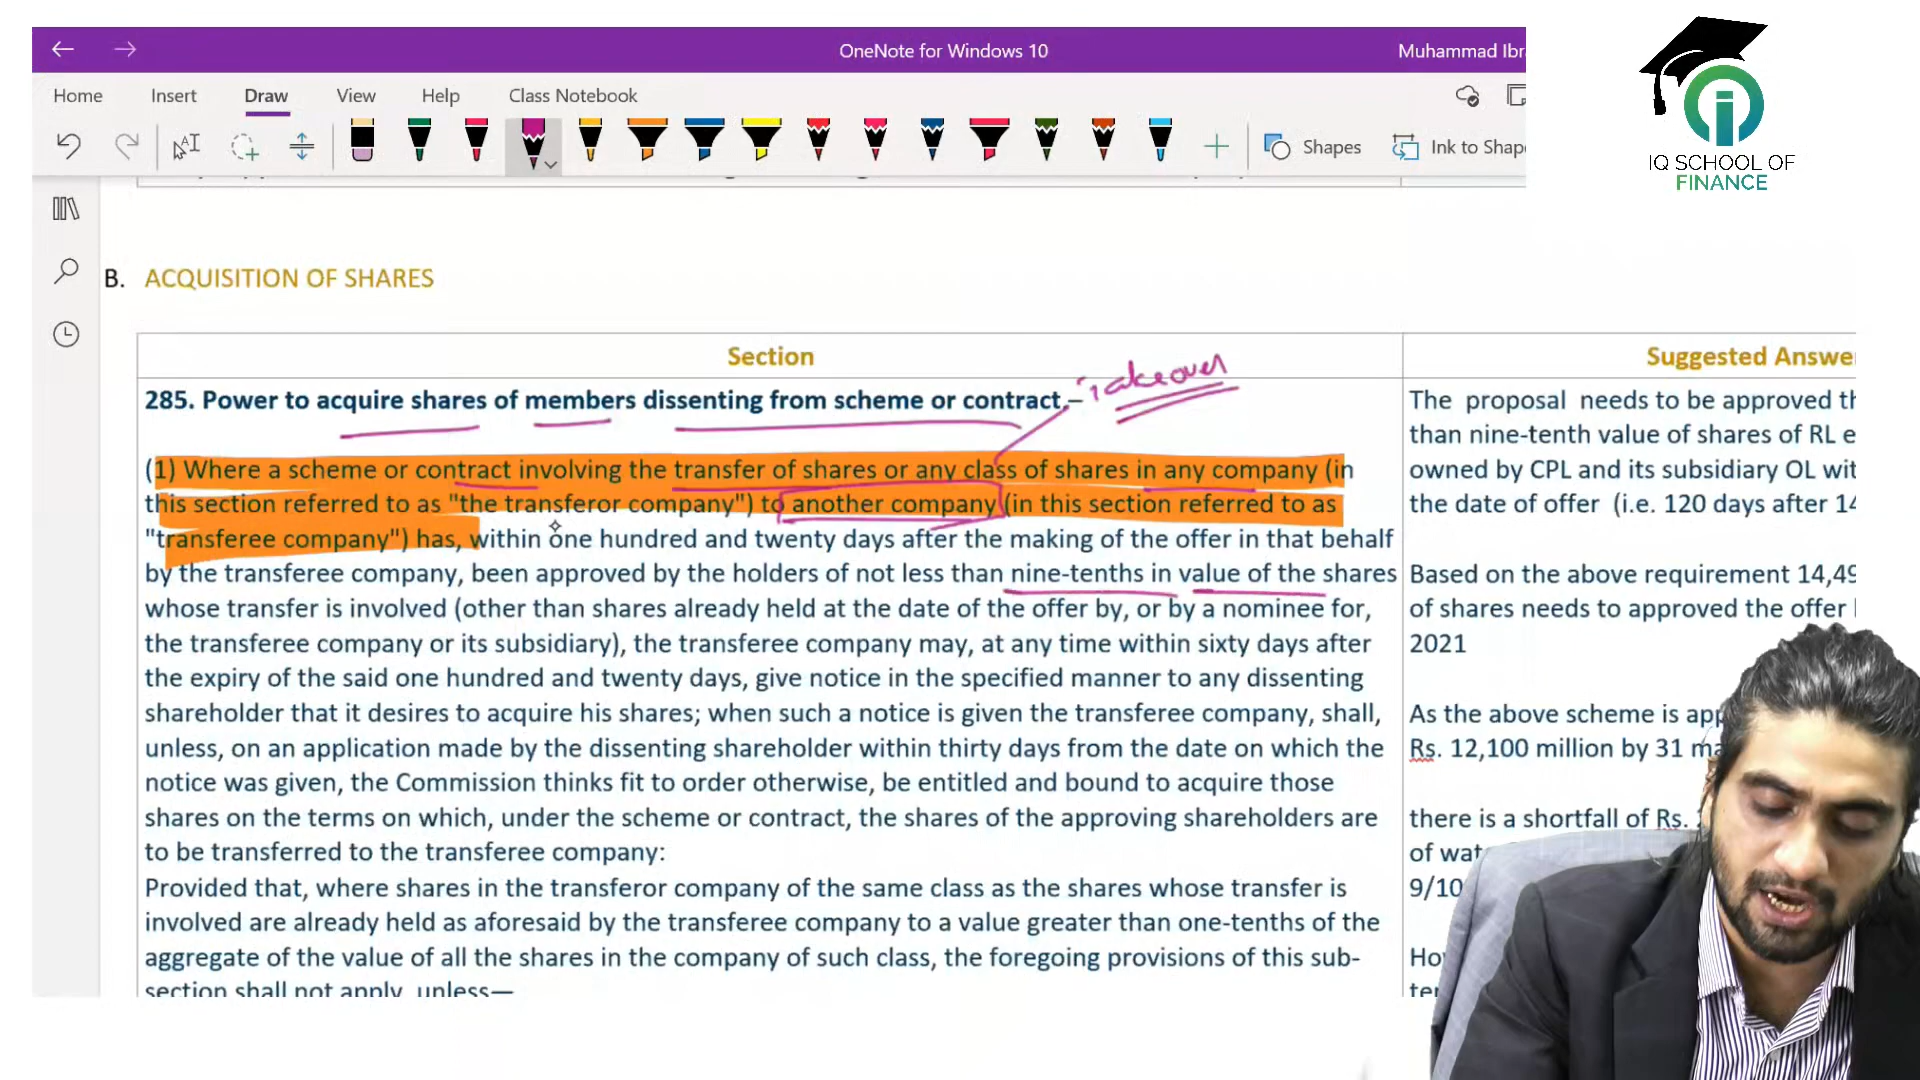 OneNote for Windows 10
Muhammad Ibr
Home Insert Draw View Help Class Notebook
Shapes
Ink to Shap
IQ SCHOOL OF
FINANCE
B. ACQUISITION OF SHARES
Section
Suggested Answe
Takeover
285. Power to acquire shares of members dissenting from scheme or contract.–
(1) Where a scheme or contract involving the transfer of shares or any class of shares in any company (in
this section referred to as "the transferor company") to another company (in this section referred to as
"transferee company") has, within one hundred and twenty days after the making of the offer in that behalf
by the transferee company, been approved by the holders of not less than nine-tenths in value of the shares
whose transfer is involved (other than shares already held at the date of the offer by, or by a nominee for,
the transferee company or its subsidiary), the transferee company may, at any time within sixty days after
the expiry of the said one hundred and twenty days, give notice in the specified manner to any dissenting
shareholder that it desires to acquire his shares; when such a notice is given the transferee company, shall,
unless, on an application made by the dissenting shareholder within thirty days from the date on which the
notice was given, the Commission thinks fit to order otherwise, be entitled and bound to acquire those
shares on the terms on which, under the scheme or contract, the shares of the approving shareholders are
to be transferred to the transferee company:
Provided that, where shares in the transferor company of the same class as the shares whose transfer is
involved are already held as aforesaid by the transferee company to a value greater than one-tenths of the
aggregate of the value of all the shares in the company of such class, the foregoing provisions of this sub-
section shall not apply, unless—
The proposal needs to be approved th
than nine-tenth value of shares of RL e
owned by CPL and its subsidiary OL wit
the date of offer (i.e. 120 days after 14
Based on the above requirement 14,49
of shares needs to approved the offer
2021
As the above scheme is app
Rs. 12,100 million by 31 ma
there is a shortfall of Rs.
of wat
9/10
Ho
ter